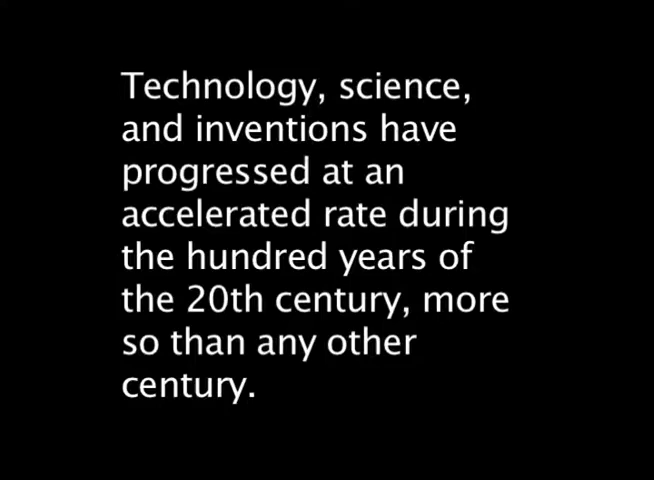 Technology, science,
and inventions have
progressed at an
accelerated rate during
the hundred years of
the 20th century, more
so than any other
century.